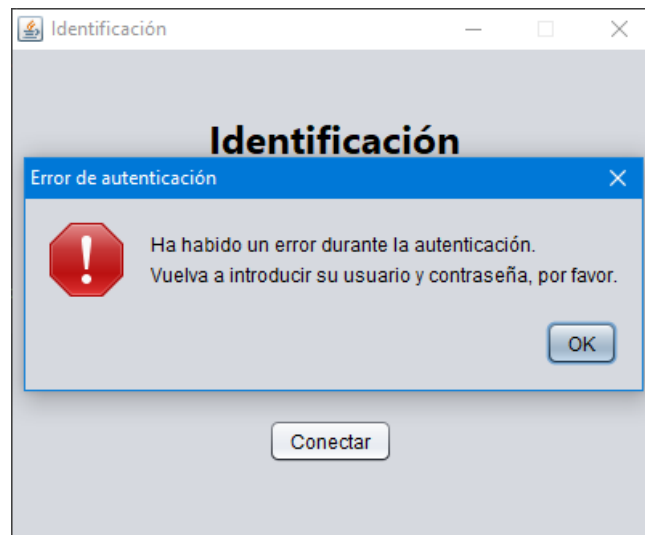 Identificación
Identificación
Error de autenticación
Ha habido un error durante la autenticación.
Vuelva a introducir su usuario y contraseña, por favor.
OK
Conectar